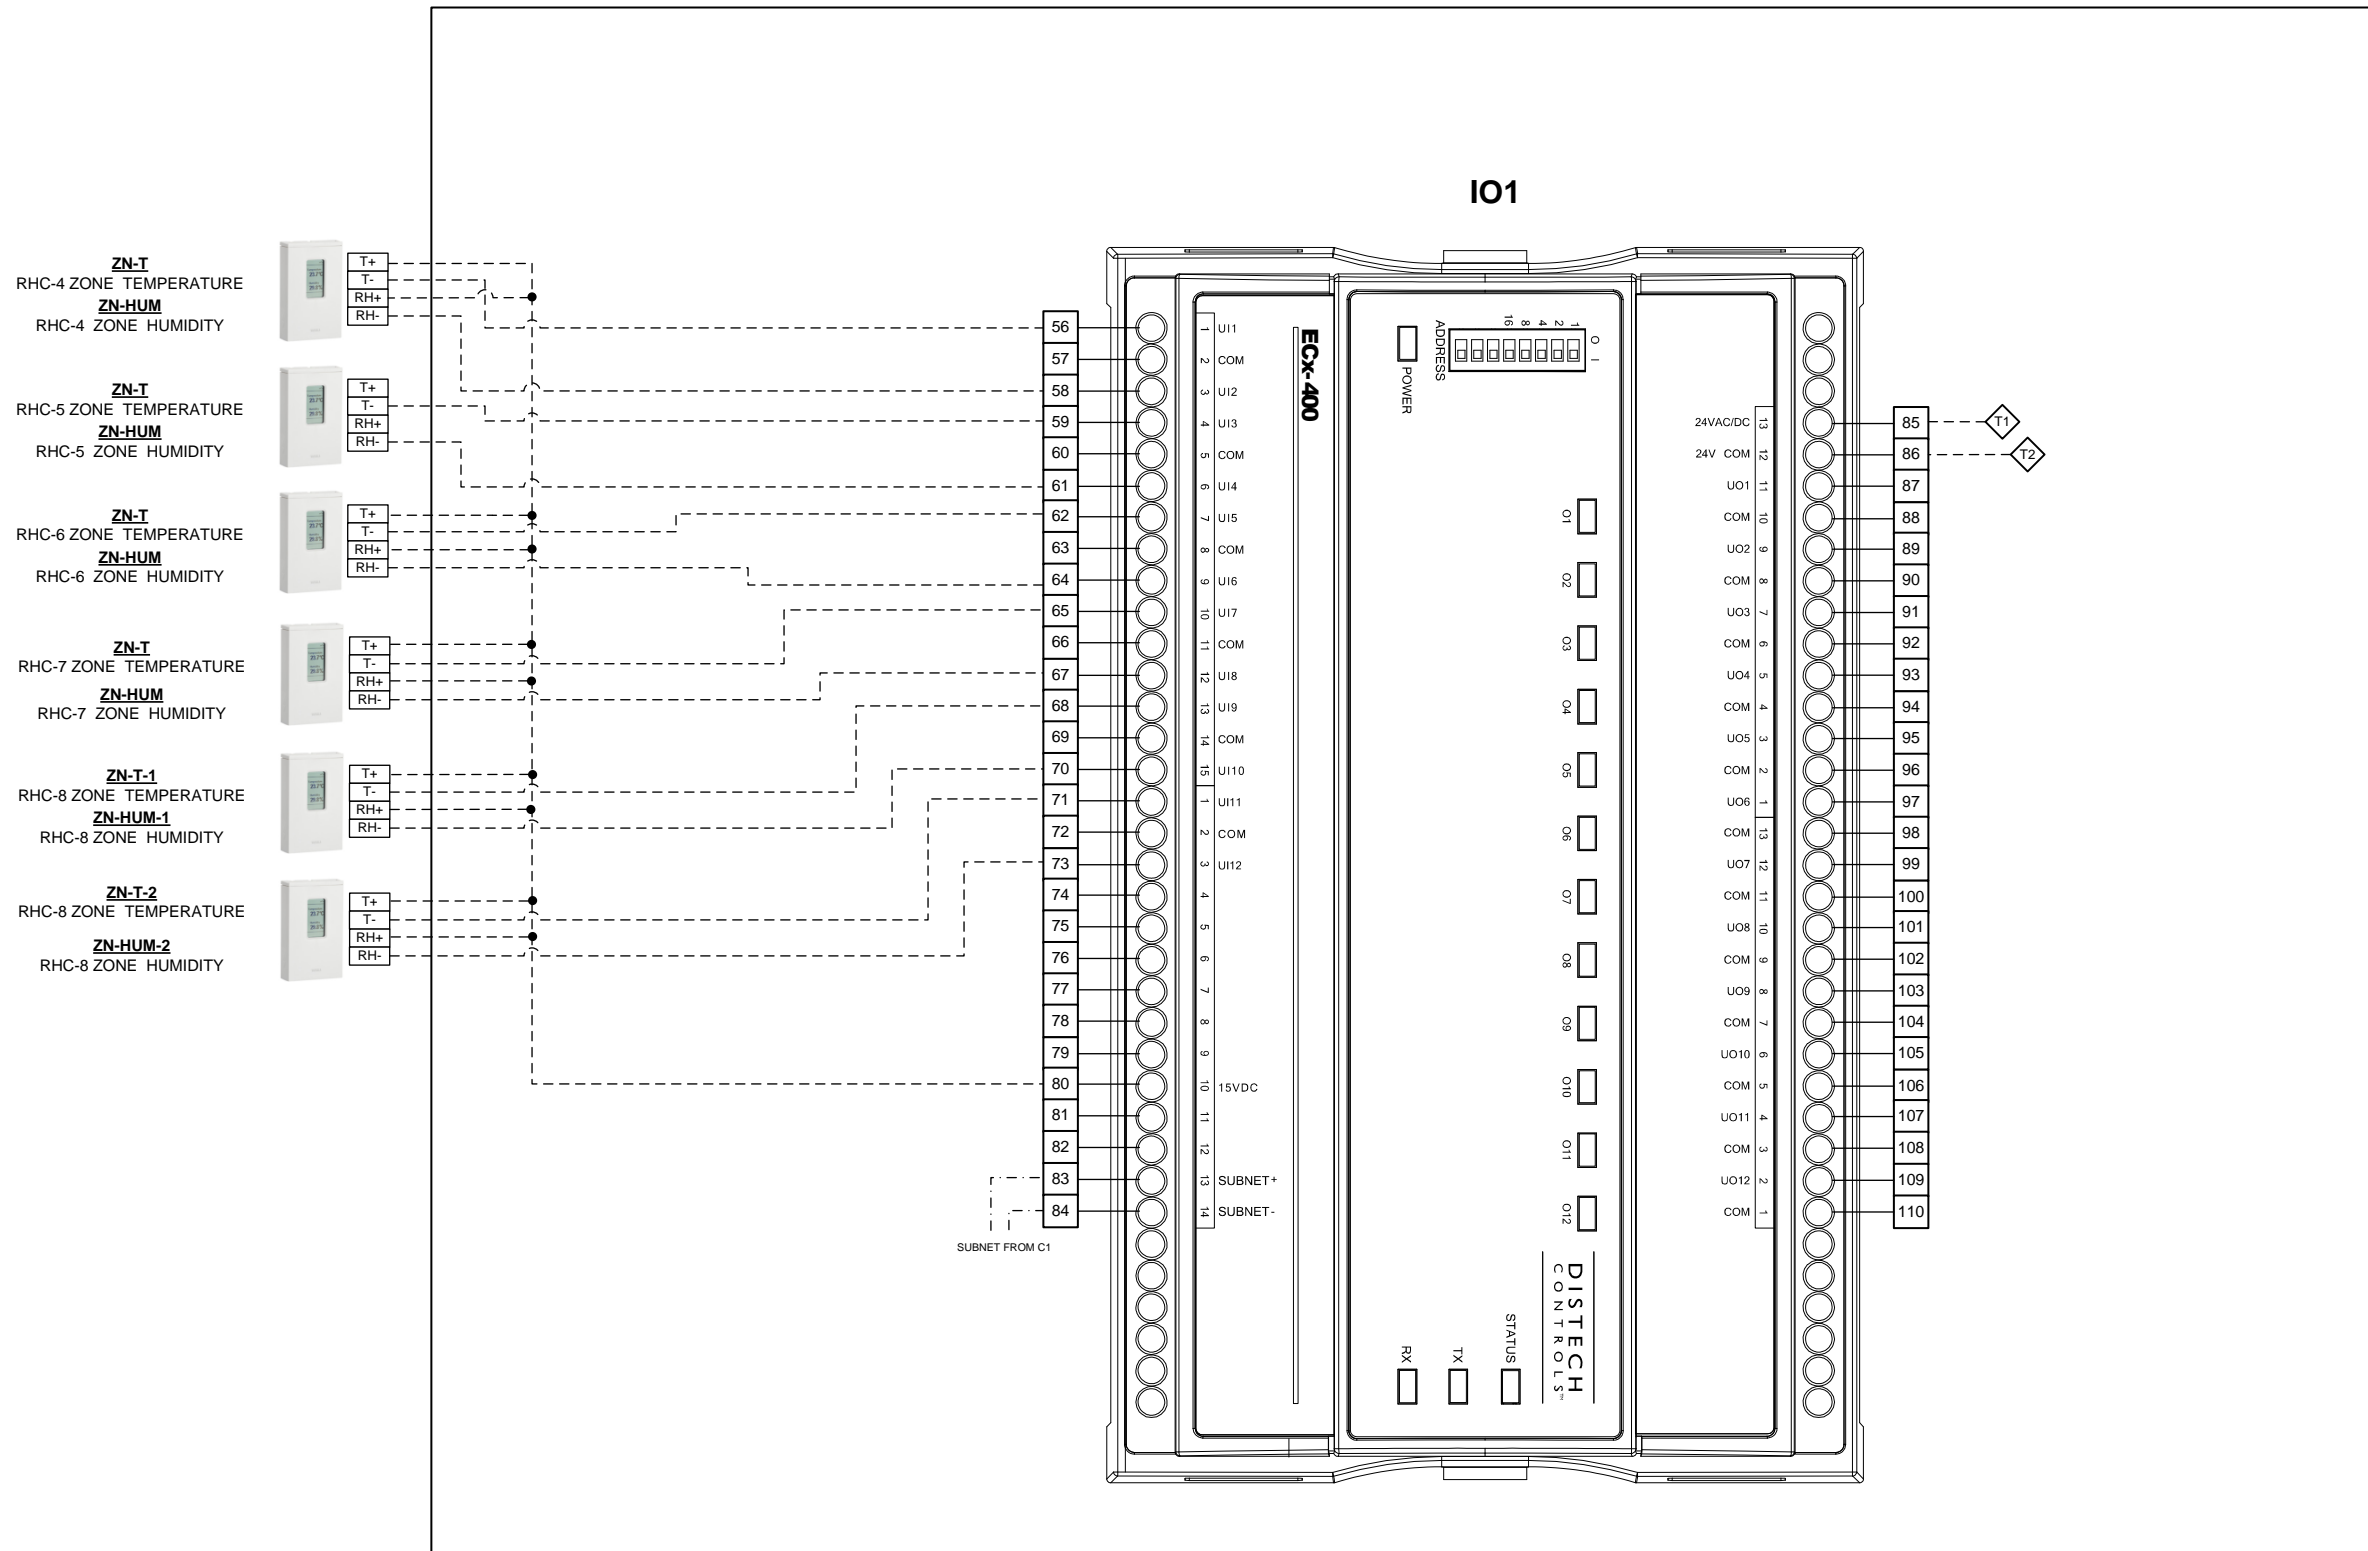 IO1
ZN-T
RHC-4 ZONE TEMPERATURE
ZN-HUM
RHC-4 ZONE HUMIDITY
T+
T-
RH+
RH-
ZN-T
RHC-5 ZONE TEMPERATURE
ZN-HUM
RHC-5 ZONE HUMIDITY
T+
T-
RH+
RH-
ZN-T
RHC-6 ZONE TEMPERATURE
ZN-HUM
RHC-6 ZONE HUMIDITY
T+
T-
RH+
RH-
ZN-T
RHC-7 ZONE TEMPERATURE
ZN-HUM
RHC-7 ZONE HUMIDITY
T+
T-
RH+
RH-
ZN-T-1
RHC-8 ZONE TEMPERATURE
ZN-HUM-1
RHC-8 ZONE HUMIDITY
T+
T-
RH+
RH-
ZN-T-2
RHC-8 ZONE TEMPERATURE
ZN-HUM-2
RHC-8 ZONE HUMIDITY
T+
T-
RH+
RH-
56 1 UI1
57 2 COM
58 3 UI2
59 4 UI3
60 5 COM
61 6 UI4
62 7 UI5
63 8 COM
64 9 UI6
65 10 UI7
66 11 COM
67 12 UI8
68 13 UI9
69 14 COM
70 15 UI10
71 1 UI11
72 2 COM
73 3 UI12
74 4
75 5
76 6
77 7
78 8
79 9
80 10 15VDC
81 11
82 12
83 13 SUBNET+
84 14 SUBNET-
SUBNET FROM C1
ECx-400
POWER
ADDRESS
16 8 4 2 1
O I
O1
O2
O3
O4
O5
O6
O7
O8
O9
O10
O11
O12
RX
TX
STATUS
DISTECH
CONTROLS™
24VAC/DC 13 85 T1
24V COM 12 86 T2
UO1 11 87
COM 10 88
UO2 9 89
COM 8 90
UO3 7 91
COM 6 92
UO4 5 93
COM 4 94
UO5 3 95
COM 2 96
UO6 1 97
COM 13 98
UO7 12 99
COM 11 100
UO8 10 101
COM 9 102
UO9 8 103
COM 7 104
UO10 6 105
COM 5 106
UO11 4 107
COM 3 108
UO12 2 109
COM 1 110